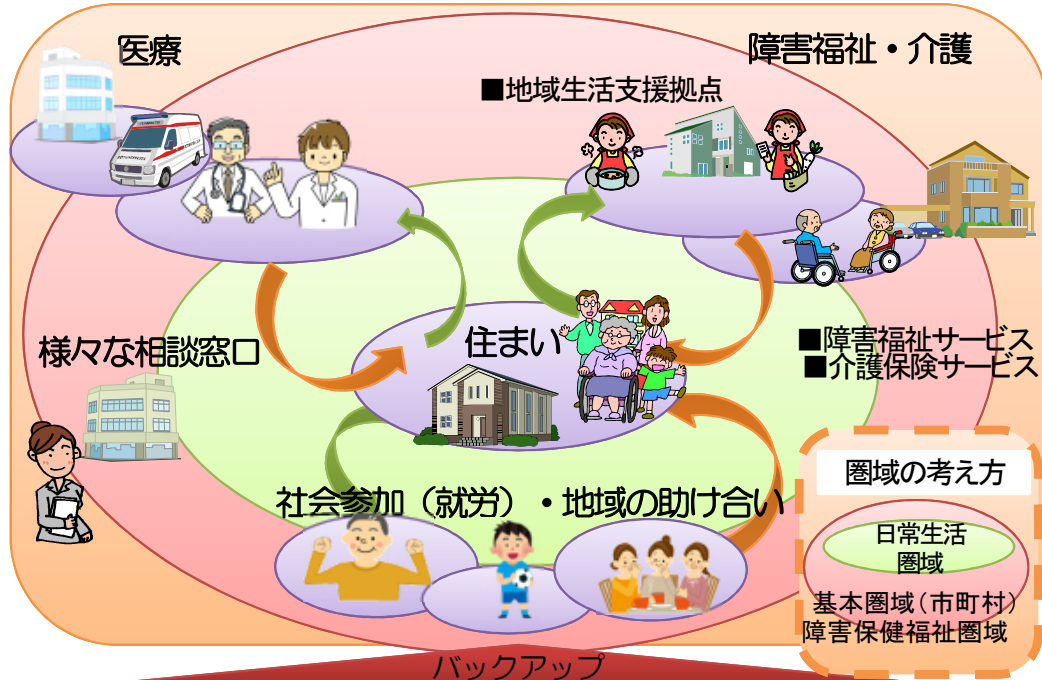 医療
障害福祉・介護
■地域生活支援拠点
様々な相談窓口
住まい
■障害福祉サービス
■介護保険サービス
社会参加（就労）・地域の助け合い
圏域の考え方
日常生活
圏域
基本圏域（市町村）
障害保健福祉圏域
バックアップ